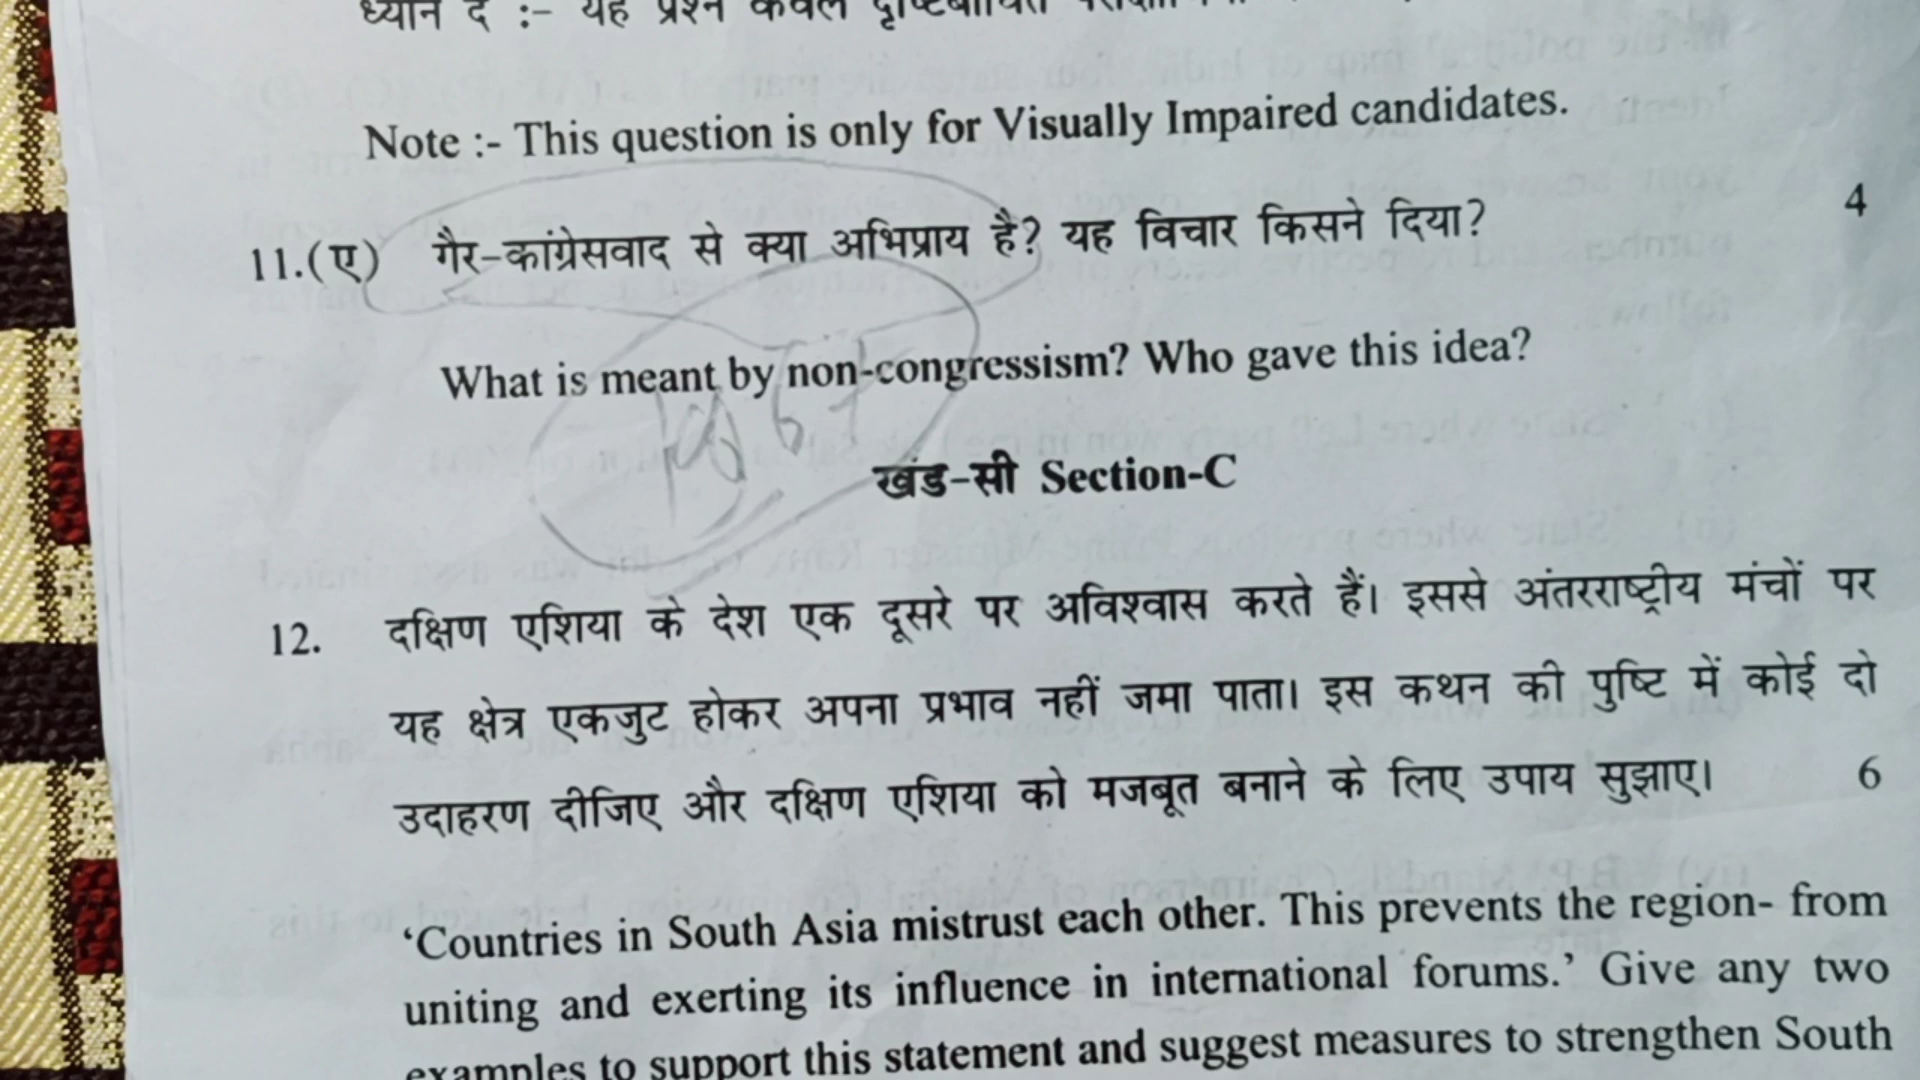 ध्यान दें :- यह प्रश्न केवल दृष्टिबाधित
Note :- This question is only for Visually Impaired candidates.
11.(ए) गैर-कांग्रेसवाद से क्या अभिप्राय है? यह विचार किसने दिया? 4
What is meant by non-congressism? Who gave this idea?
1967
खंड-सी Section-C
12. दक्षिण एशिया के देश एक दूसरे पर अविश्वास करते हैं। इससे अंतरराष्ट्रीय मंचों पर
यह क्षेत्र एकजुट होकर अपना प्रभाव नहीं जमा पाता। इस कथन की पुष्टि में कोई दो
उदाहरण दीजिए और दक्षिण एशिया को मजबूत बनाने के लिए उपाय सुझाए। 6
‘Countries in South Asia mistrust each other. This prevents the region- from
uniting and exerting its influence in international forums.’ Give any two
examples to support this statement and suggest measures to strengthen South